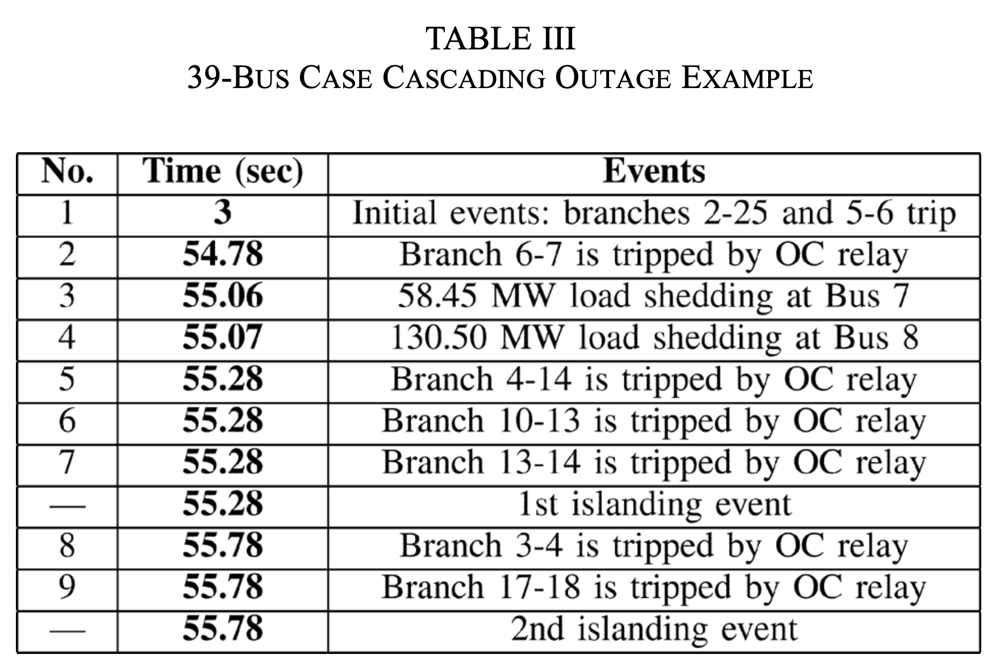 TABLE III
39-BUS CASE CASCADING OUTAGE EXAMPLE
No. Time (sec) Events
1 3 Initial events: branches 2-25 and 5-6 trip
2 54.78 Branch 6-7 is tripped by OC relay
3 55.06 58.45 MW load shedding at Bus 7
4 55.07 130.50 MW load shedding at Bus 8
5 55.28 Branch 4-14 is tripped by OC relay
6 55.28 Branch 10-13 is tripped by OC relay
7 55.28 Branch 13-14 is tripped by OC relay
— 55.28 1st islanding event
8 55.78 Branch 3-4 is tripped by OC relay
9 55.78 Branch 17-18 is tripped by OC relay
— 55.78 2nd islanding event